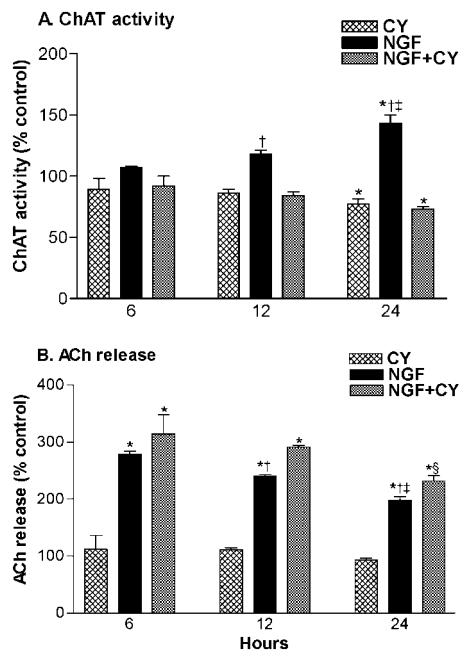 A. ChAT activity
CY
NGF
NGF+CY
ChAT activity (% control)
200
150
100
50
0
†
*†‡
*
*
6
12
24
B. ACh release
CY
NGF
NGF+CY
ACh release (% control)
400
300
200
100
0
*
*
*†
*
*†‡
*§
6
12
24
Hours